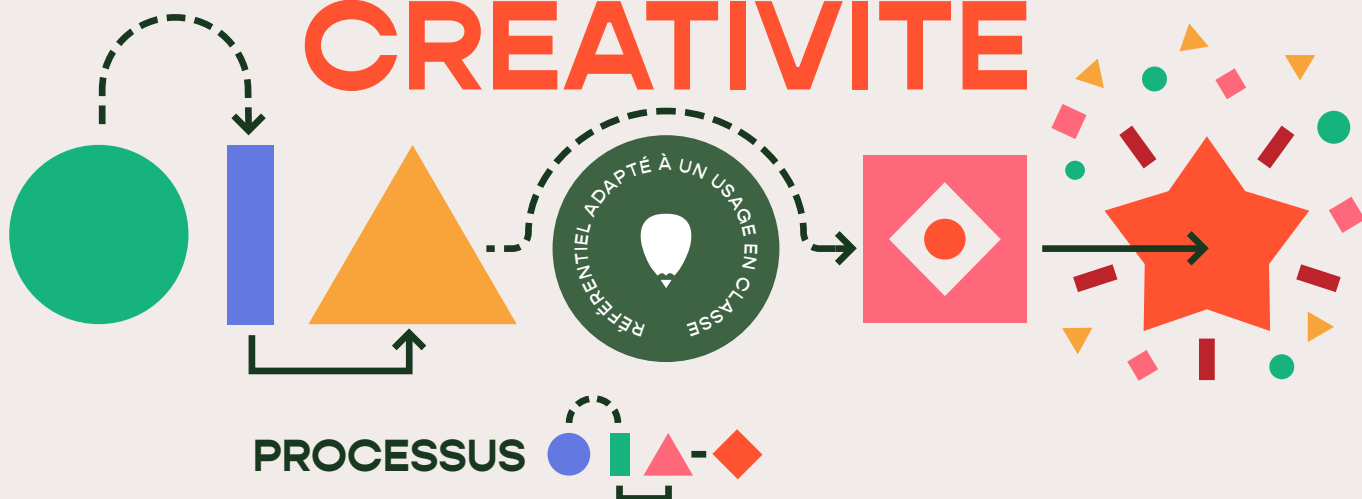 CREATIVITE
RÉFÉRENTIEL ADAPTÉ À UN USAGE EN CLASSE
PROCESSUS